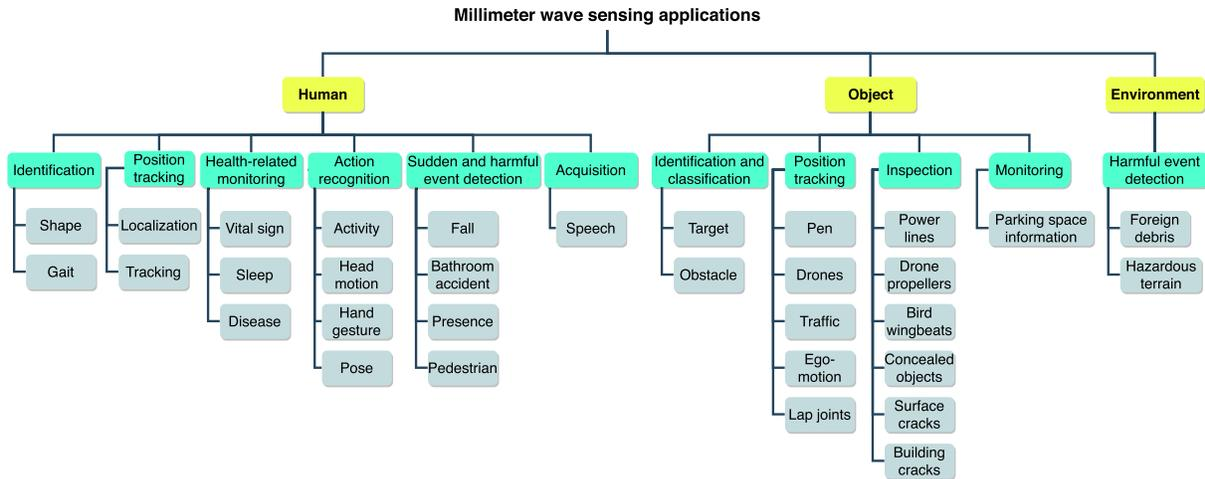 Millimeter wave sensing applications
Human
Object
Environment
Identification
Position
tracking
Health-related
monitoring
Action
recognition
Sudden and harmful
event detection
Acquisition
Identification and
classification
Position
tracking
Inspection
Monitoring
Harmful event
detection
Shape
Localization
Vital sign
Activity
Fall
Speech
Target
Pen
Power
lines
Parking space
information
Foreign
debris
Gait
Tracking
Sleep
Head
motion
Bathroom
accident
Obstacle
Drones
Drone
propellers
Hazardous
terrain
Disease
Hand
gesture
Presence
Traffic
Bird
wingbeats
Pose
Pedestrian
Ego-
motion
Concealed
objects
Lap joints
Surface
cracks
Building
cracks